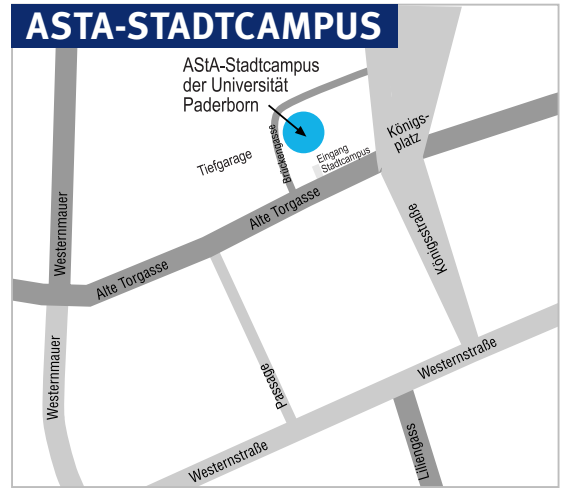 ASTA-STADTCAMPUS
AStA-Stadtcampus
der Universität
Paderborn
Königs-
platz
Tiefgarage
Brückengasse
Eingang
Stadtcampus
Westernmauer
Alte Torgasse
Königsstraße
Alte Torgasse
Westernmauer
Passage
Westernstraße
Westernstraße
Liliengass